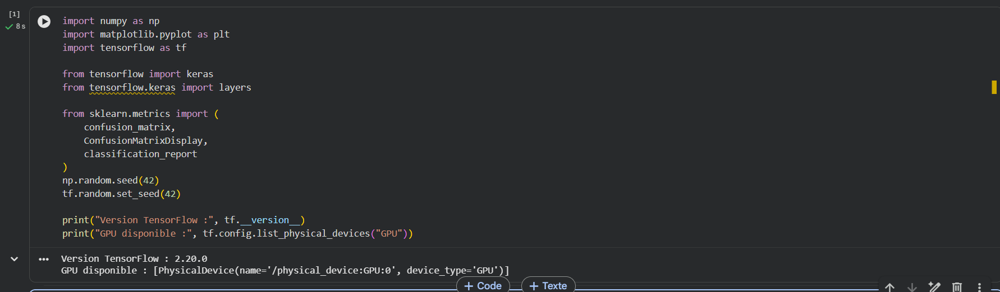 [1]
8 s
import numpy as np
import matplotlib.pyplot as plt
import tensorflow as tf
from tensorflow import keras
from tensorflow.keras import layers
from sklearn.metrics import (
    confusion_matrix,
    ConfusionMatrixDisplay,
    classification_report
)
np.random.seed(42)
tf.random.set_seed(42)
print("Version TensorFlow :", tf.__version__)
print("GPU disponible :", tf.config.list_physical_devices("GPU"))
Version TensorFlow : 2.20.0
GPU disponible : [PhysicalDevice(name='/physical_device:GPU:0', device_type='GPU')]
+ Code
+ Texte